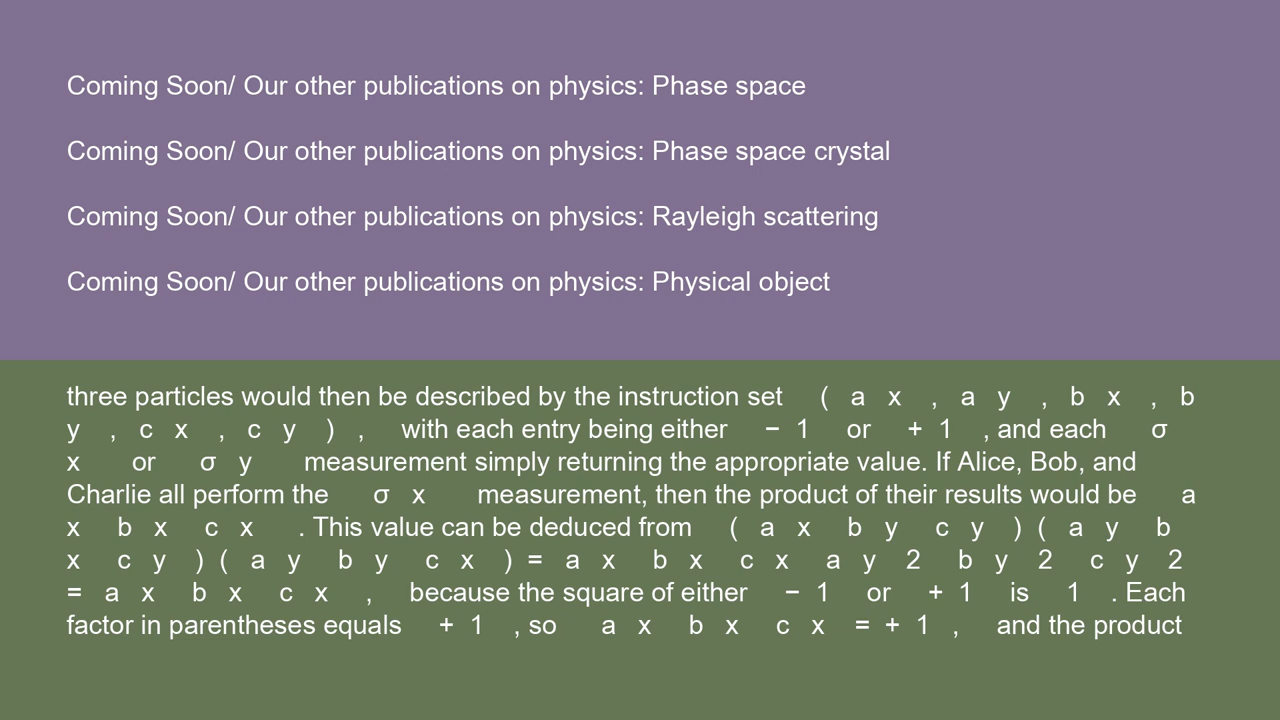 Coming Soon/ Our other publications on physics: Phase space
Coming Soon/ Our other publications on physics: Phase space crystal
Coming Soon/ Our other publications on physics: Rayleigh scattering
Coming Soon/ Our other publications on physics: Physical object
three particles would then be described by the instruction set ( a x , a y , b x , b
y , c x , c y ) , with each entry being either − 1 or + 1 , and each σ
x or σ y measurement simply returning the appropriate value. If Alice, Bob, and
Charlie all perform the σ x measurement, then the product of their results would be a
x b x c x . This value can be deduced from ( a x b y c y ) ( a y b
x c y ) ( a y b y c x ) = a x b x c x a y 2 b y 2 c y 2
= a x b x c x , because the square of either − 1 or + 1 is 1 . Each
factor in parentheses equals + 1 , so a x b x c x = + 1 , and the product